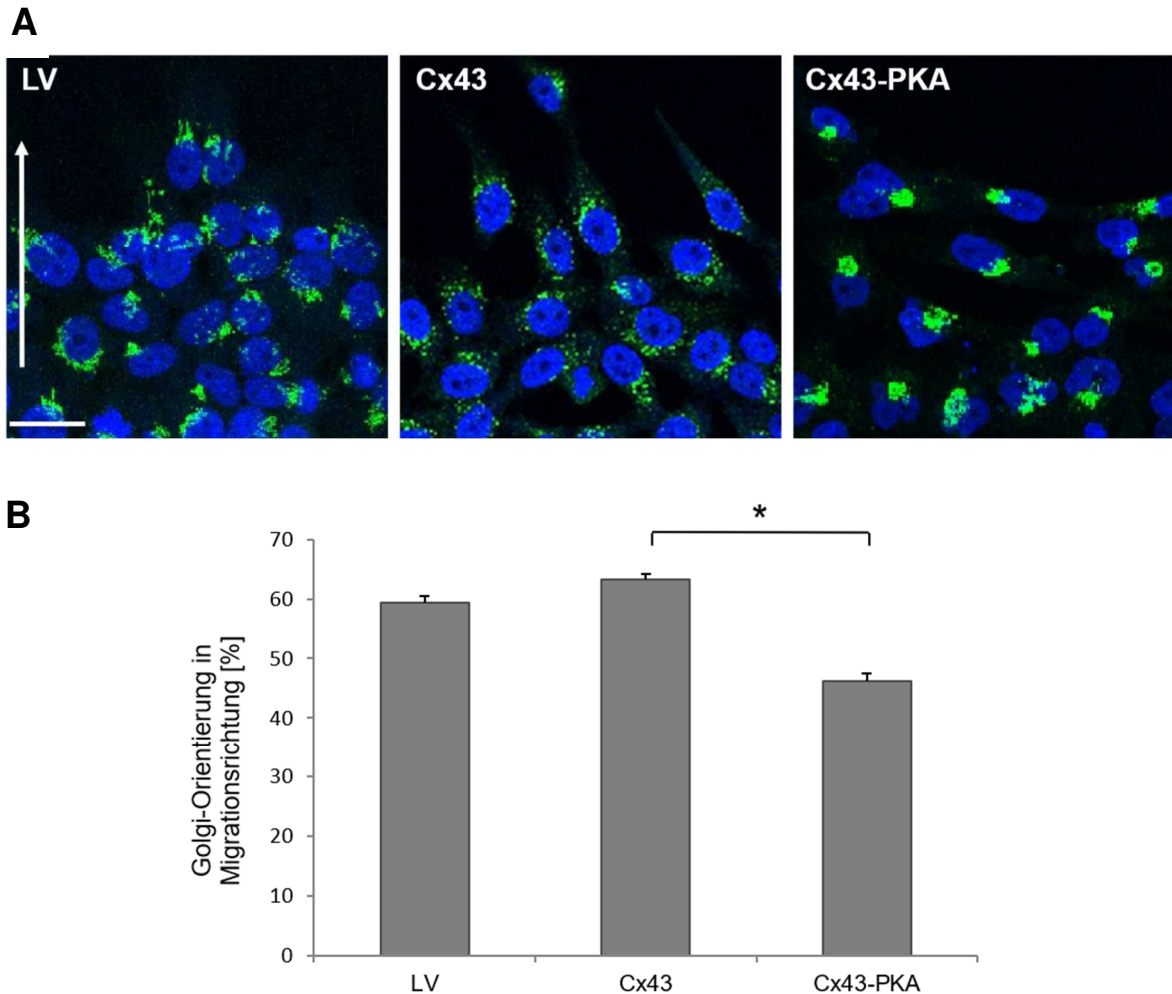 A
LV
Cx43
Cx43-PKA
B
*
70
60
50
40
30
20
10
0
Golgi-Orientierung in
Migrationsrichtung [%]
LV
Cx43
Cx43-PKA